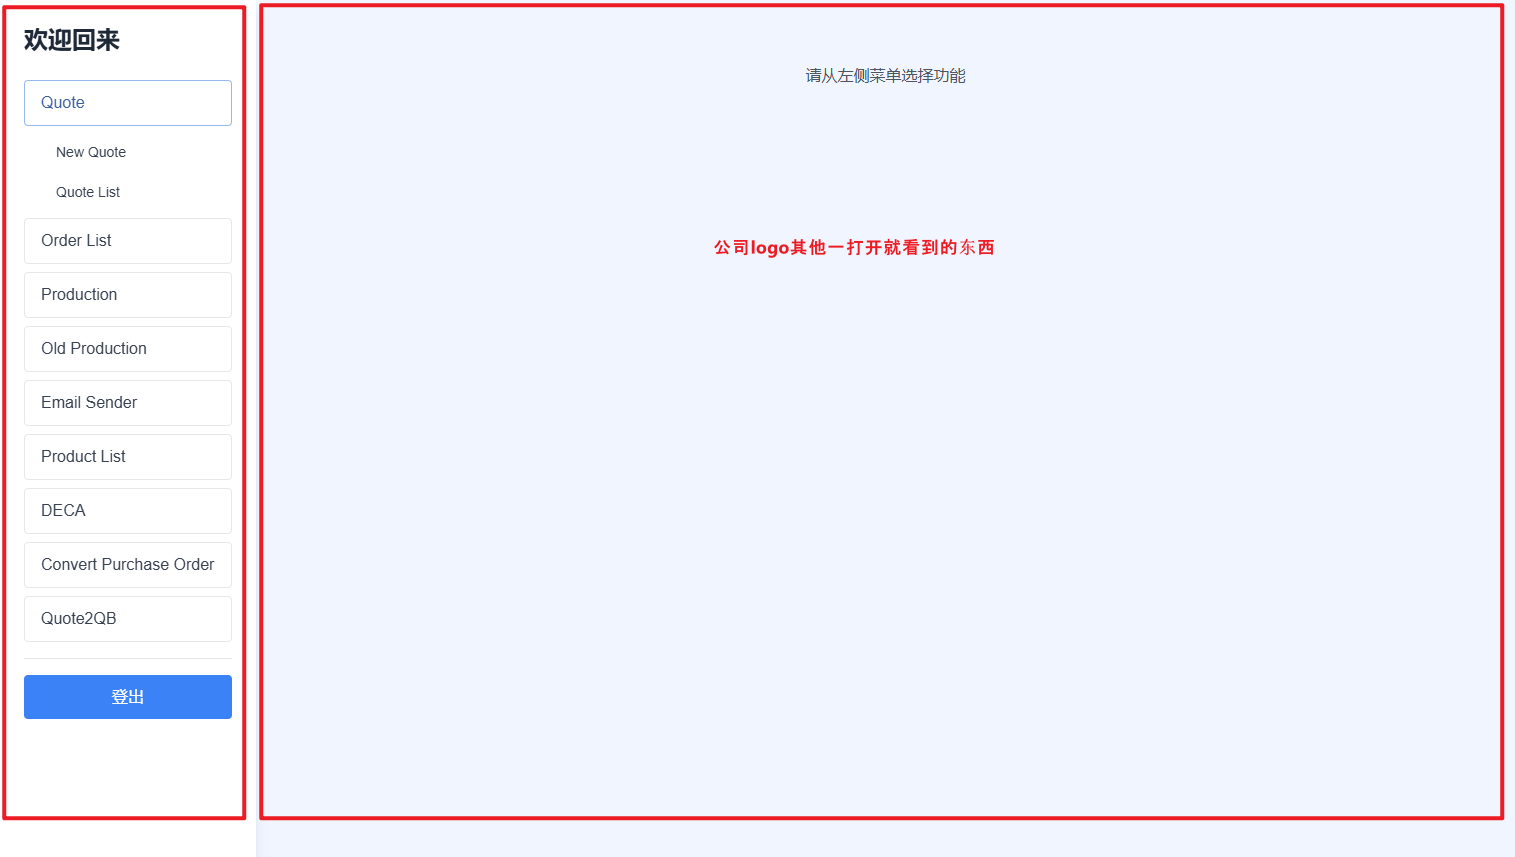 欢迎回来
Quote
New Quote
Quote List
Order List
Production
Old Production
Email Sender
Product List
DECA
Convert Purchase Order
Quote2QB
登出
请从左侧菜单选择功能
公司logo其他一打开就看到的东西